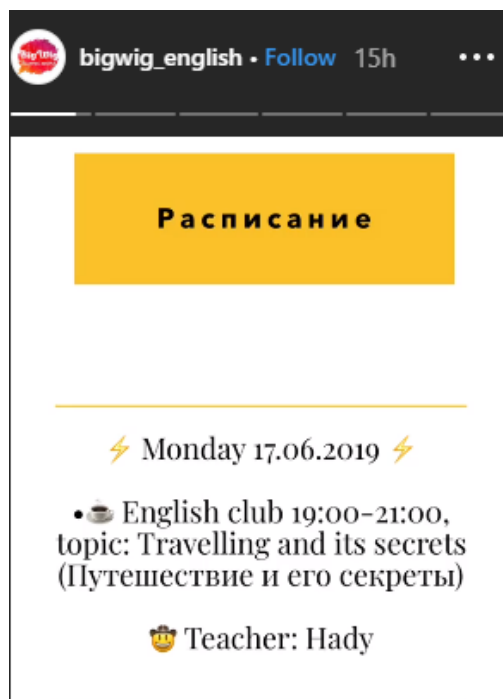 bigwig_english • Follow 15h
Расписание
⚡ Monday 17.06.2019 ⚡
•☕ English club 19:00-21:00,
topic: Travelling and its secrets
(Путешествие и его секреты)
🤠 Teacher: Hady